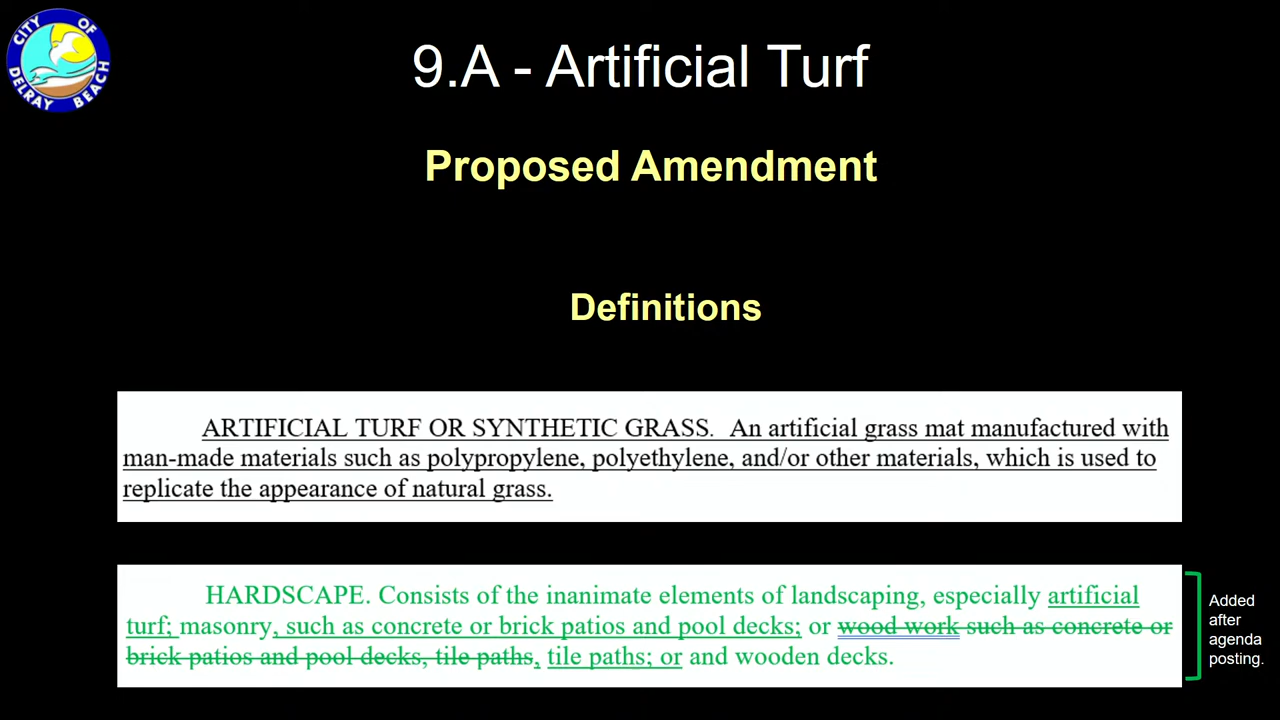 CITY OF
DELRAY BEACH
9.A - Artificial Turf
Proposed Amendment
Definitions
ARTIFICIAL TURF OR SYNTHETIC GRASS. An artificial grass mat manufactured with
man-made materials such as polypropylene, polyethylene, and/or other materials, which is used to
replicate the appearance of natural grass.
HARDSCAPE. Consists of the inanimate elements of landscaping, especially artificial
turf; masonry, such as concrete or brick patios and pool decks; or wood work such as concrete or
brick patios and pool decks, tile paths, tile paths; or and wooden decks.
Added
after
agenda
posting.